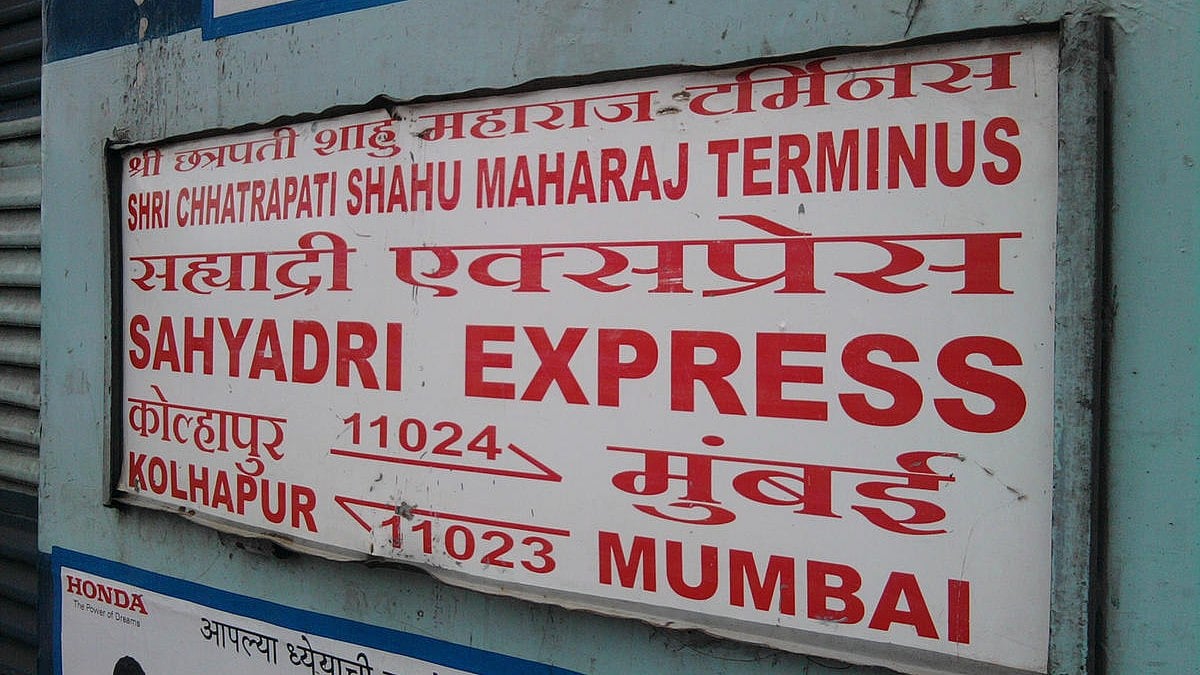 श्री छत्रपती शाहु महाराज टर्मिनस
SHRI CHHATRAPATI SHAHU MAHARAJ TERMINUS
सह्याद्री एक्सप्रेस
SAHYADRI EXPRESS
कोल्हापुर 11024 मुंबई
KOLHAPUR 11023 MUMBAI
HONDA
The Power of Dreams
आपल्या ध्येयाची